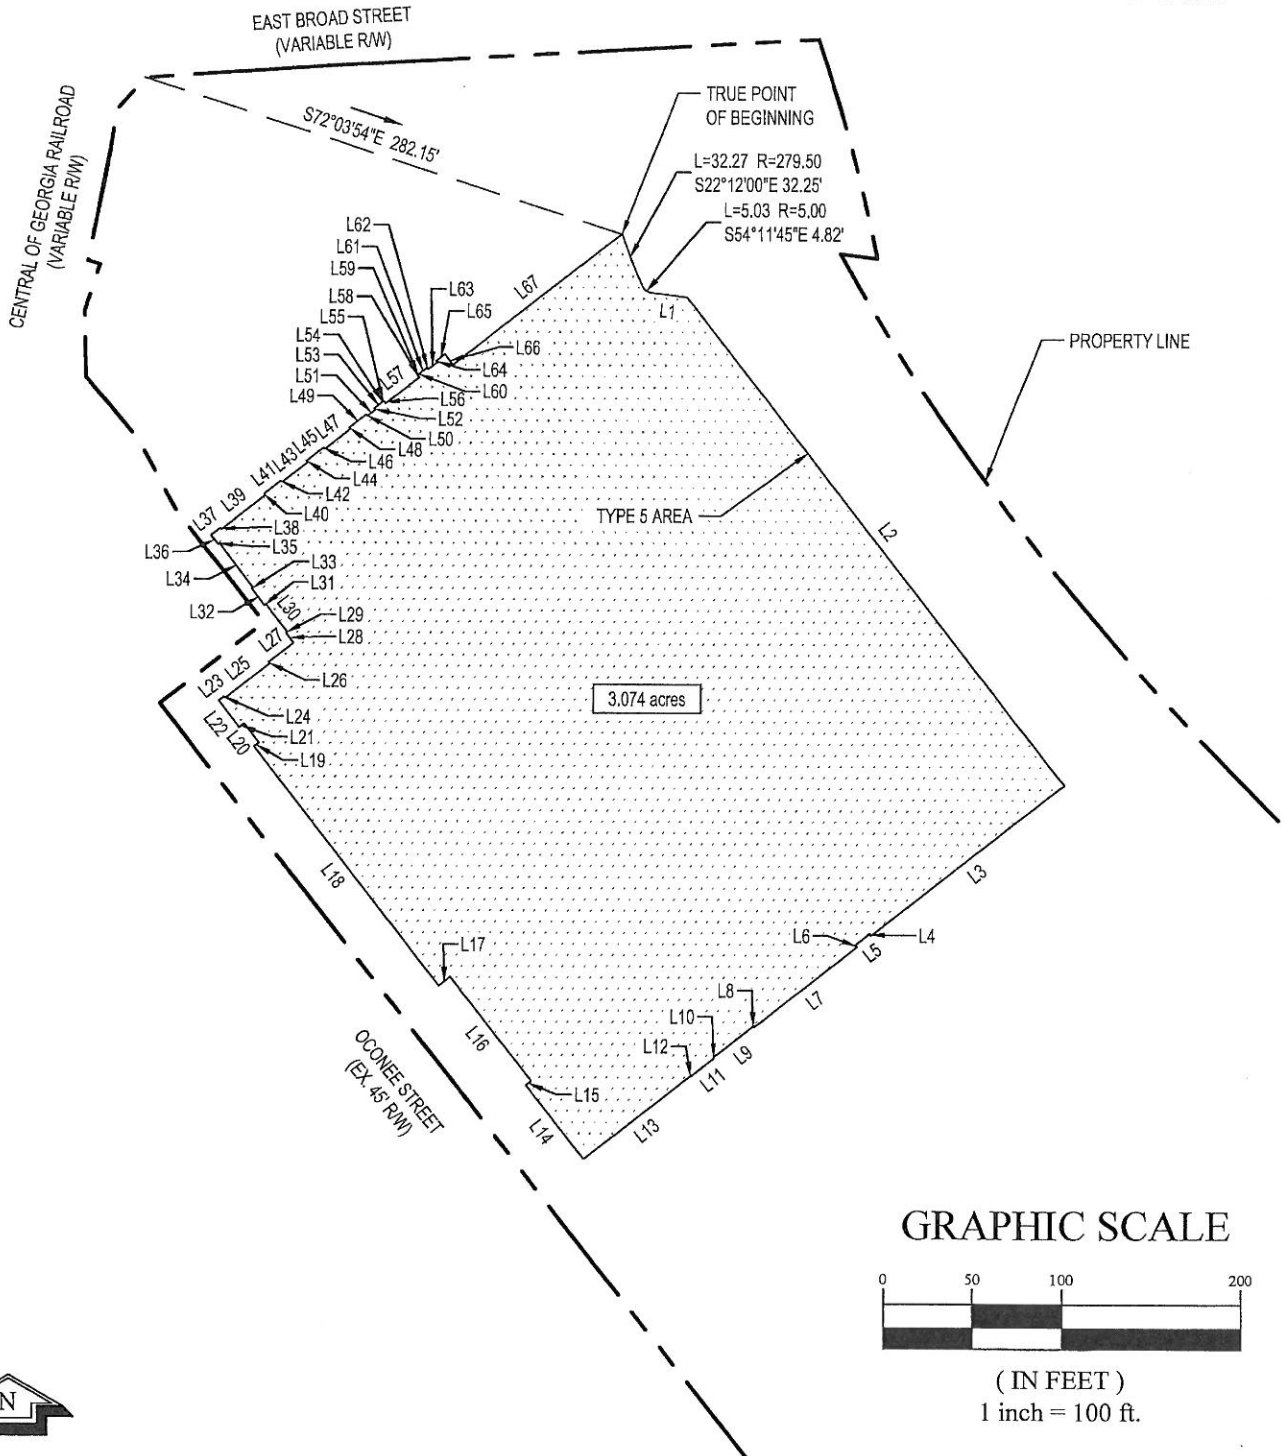 EAST BROAD STREET
(VARIABLE R/W)
CENTRAL OF GEORGIA RAILROAD
(VARIABLE R/W)
S72°03'54"E 282.15'
TRUE POINT
OF BEGINNING
L=32.27 R=279.50
S22°12'00"E 32.25'
L=5.03 R=5.00
S54°11'45"E 4.82'
L62
L61
L59
L58
L55
L54
L53
L51
L49
L63
L65
L67
L1
L66
L64
L60
L57
L56
L52
L50
L48
L47
L45
L46
L44
L43
L41
L42
L40
L39
L37
L38
L36
L35
L34
L33
L32
L31
L30
L29
L28
L27
L26
L25
L23
L24
L22
L21
L20
L19
PROPERTY LINE
TYPE 5 AREA
L2
3.074 acres
L18
L17
L3
L6
L4
L5
L8
L7
L10
L9
L12
L11
L16
L15
L14
L13
OCONEE STREET
(EX. 45' R/W)
GRAPHIC SCALE
0 50 100 200
( IN FEET )
1 inch = 100 ft.
N